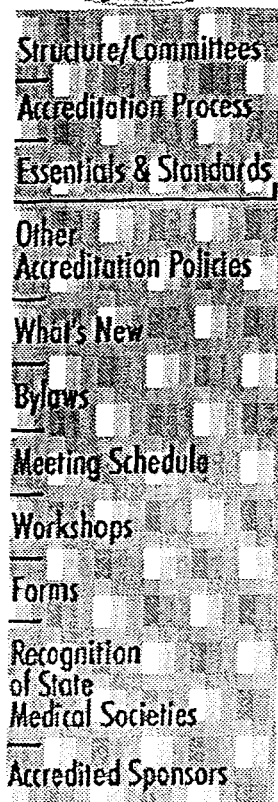 Structure/Committees
Accreditation Process
Essentials & Standards
Other
Accreditation Policies
What's New
Bylaws
Meeting Schedule
Workshops
Forms
Recognition
of State
Medical Societies
Accredited Sponsors